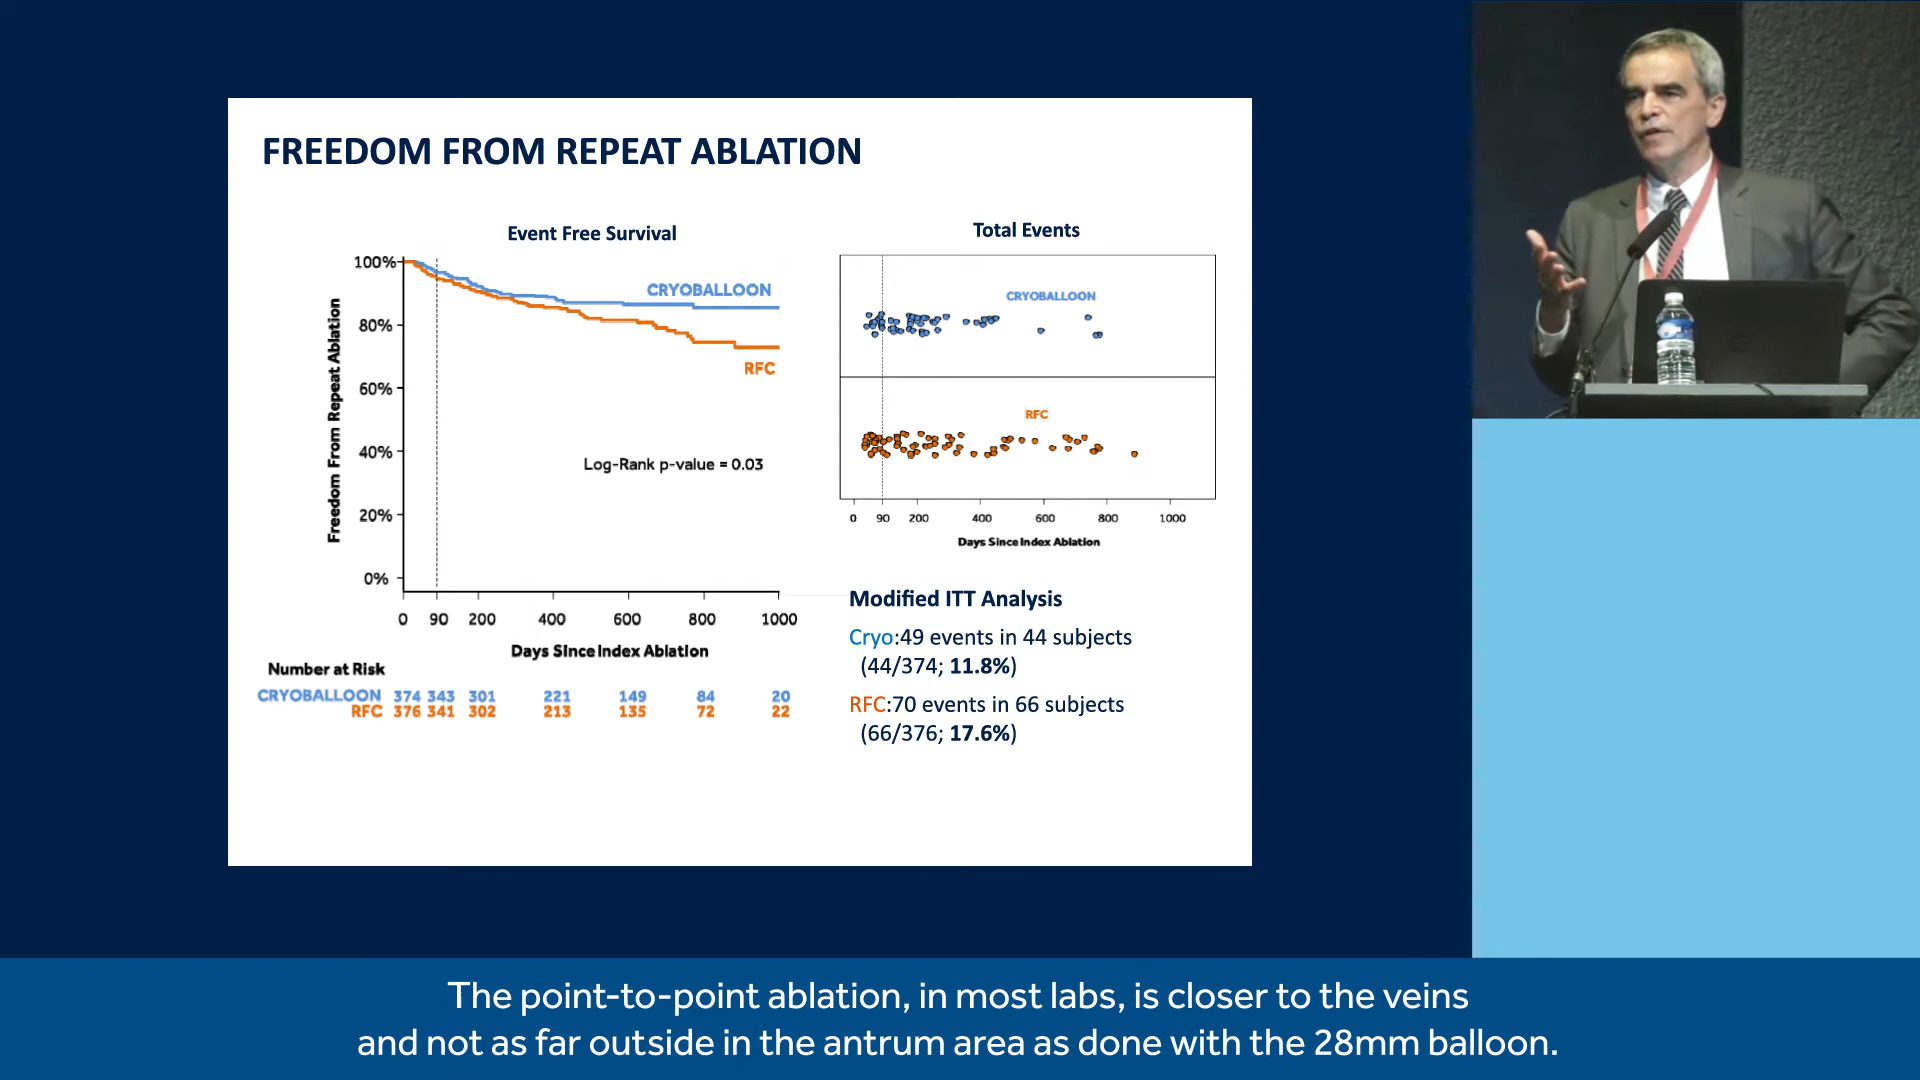 FREEDOM FROM REPEAT ABLATION
Event Free Survival
Freedom From Repeat Ablation
100%
80%
60%
40%
20%
0%
CRYOBALLOON
RFC
Log-Rank p-value = 0.03
0 90 200 400 600 800 1000
Days Since Index Ablation
Number at Risk
CRYOBALLOON 374 343 301 221 149 84 20
RFC 376 341 302 213 135 72 22
Total Events
CRYOBALLOON
RFC
0 90 200 400 600 800 1000
Days Since Index Ablation
Modified ITT Analysis
Cryo:49 events in 44 subjects
(44/374; 11.8%)
RFC:70 events in 66 subjects
(66/376; 17.6%)
The point-to-point ablation, in most labs, is closer to the veins
and not as far outside in the antrum area as done with the 28mm balloon.